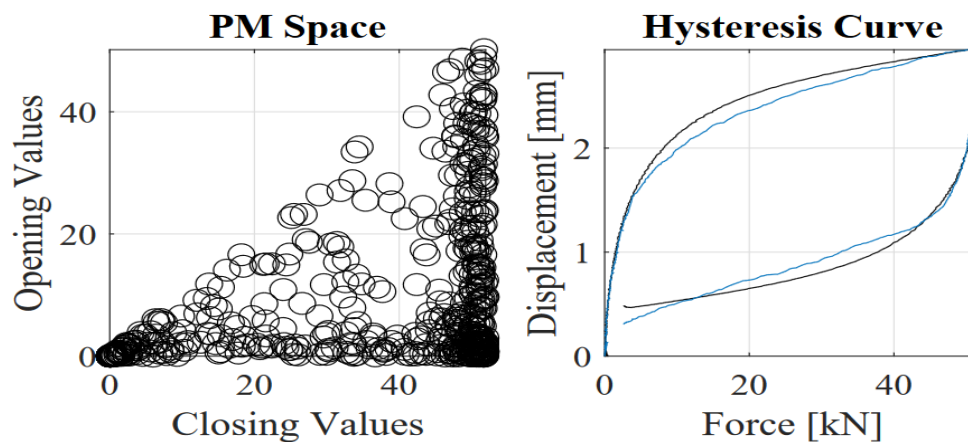 PM Space
Opening Values
40
20
0
0
20
40
Closing Values
Hysteresis Curve
Displacement [mm]
2
1
0
0
20
40
Force [kN]